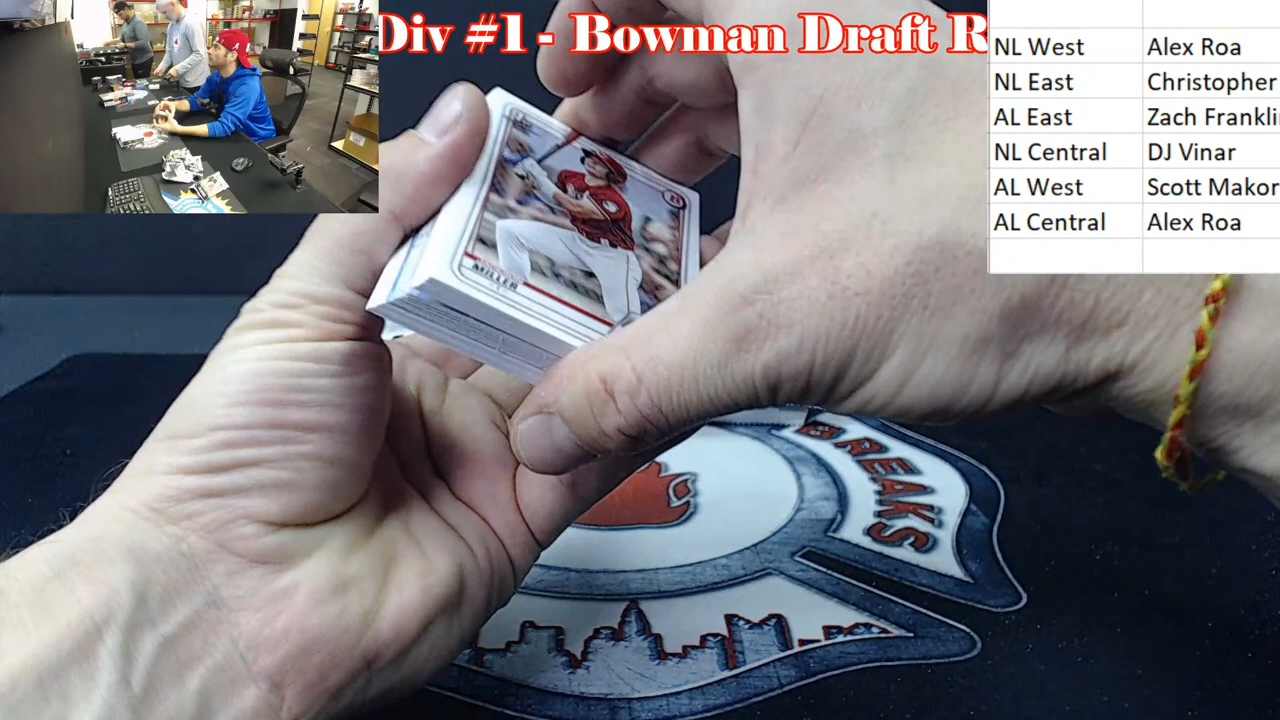 Div #1 - Bowman Draft R
NL West Alex Roa
NL East Christopher
AL East Zach Franklin
NL Central DJ Vinar
AL West Scott Makor
AL Central Alex Roa
B
MILLER
BREAKS